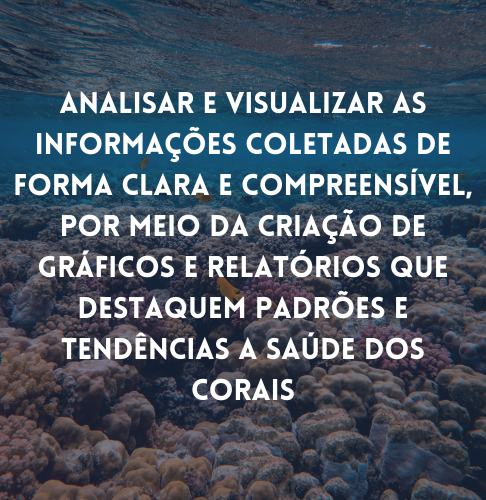 ANALISAR E VISUALIZAR AS
INFORMAÇÕES COLETADAS DE
FORMA CLARA E COMPREENSÍVEL,
POR MEIO DA CRIAÇÃO DE
GRÁFICOS E RELATÓRIOS QUE
DESTAQUEM PADRÕES E
TENDÊNCIAS A SAÚDE DOS
CORAIS